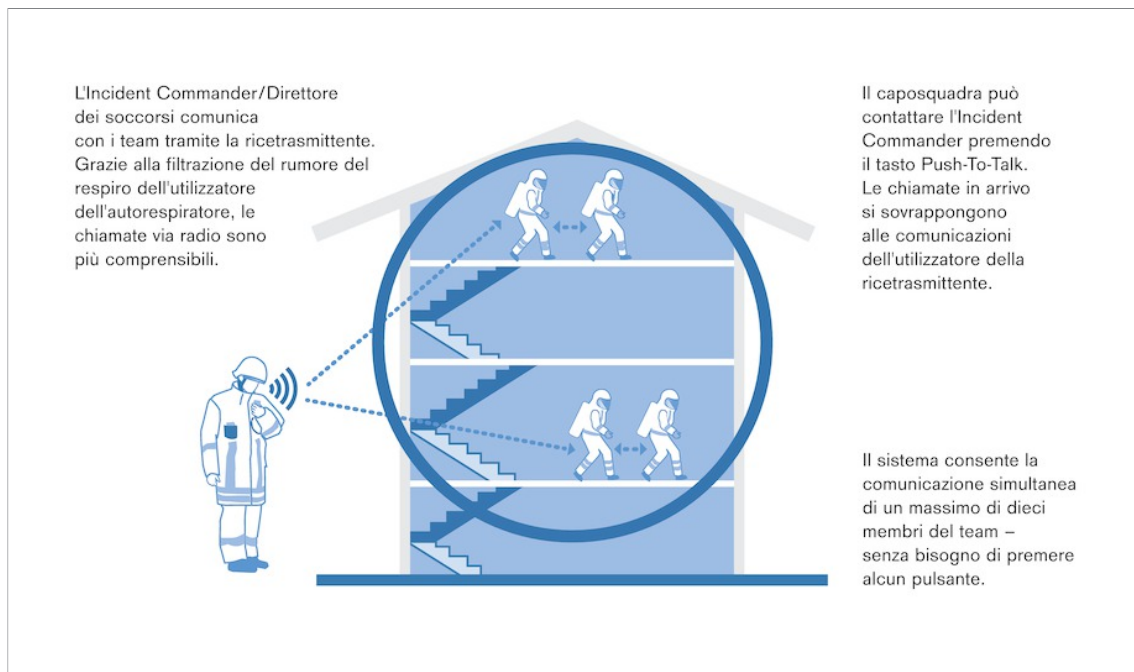 L'Incident Commander/Direttore
dei soccorsi comunica
con i team tramite la ricetrasmittente.
Grazie alla filtrazione del rumore del
respiro dell'utilizzatore
dell'autorespiratore, le
chiamate via radio sono
più comprensibili.
Il caposquadra può
contattare l'Incident
Commander premendo
il tasto Push-To-Talk.
Le chiamate in arrivo
si sovrappongono
alle comunicazioni
dell'utilizzatore della
ricetrasmittente.
Il sistema consente la
comunicazione simultanea
di un massimo di dieci
membri del team –
senza bisogno di premere
alcun pulsante.